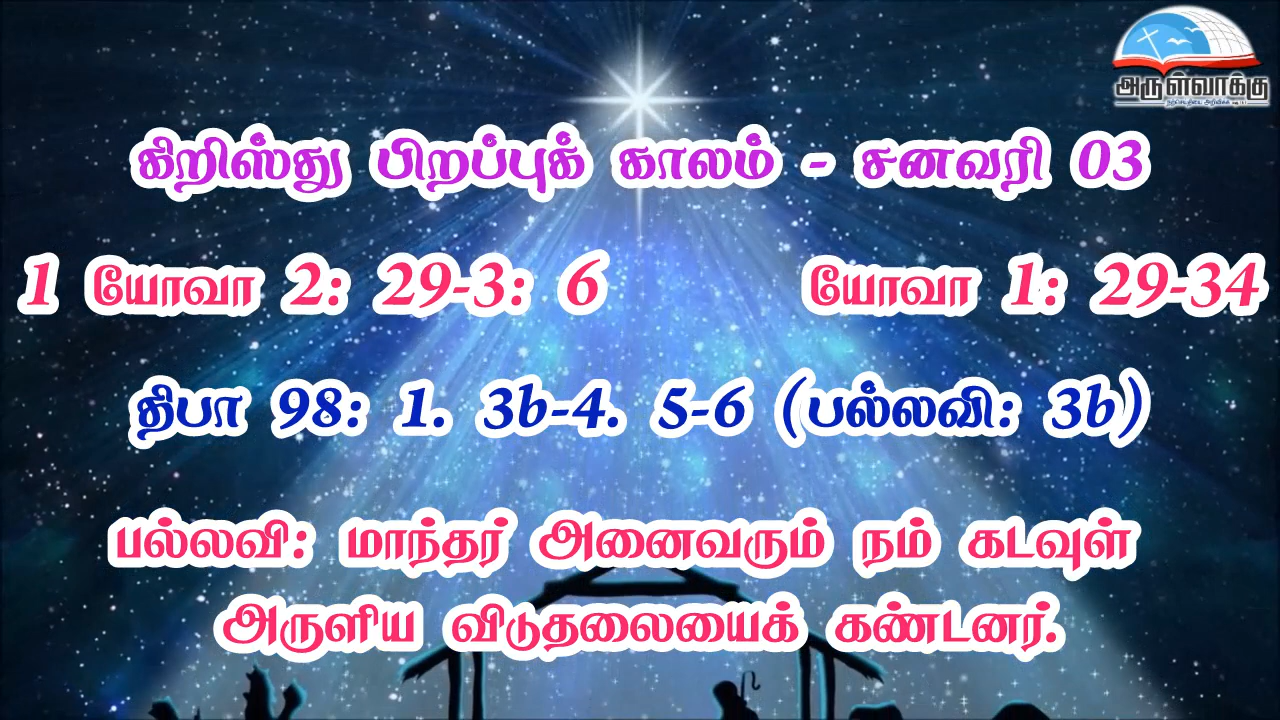 அருள்வாக்கு
கிறிஸ்து பிறப்புக் காலம் - சனவரி 03
1 யோவா 2: 29-3: 6 யோவா 1: 29-34
திபா 98: 1. 3b-4. 5-6 (பல்லவி: 3b)
பல்லவி: மாந்தர் அனைவரும் நம் கடவுள்
அருளிய விடுதலையைக் கண்டனர்.